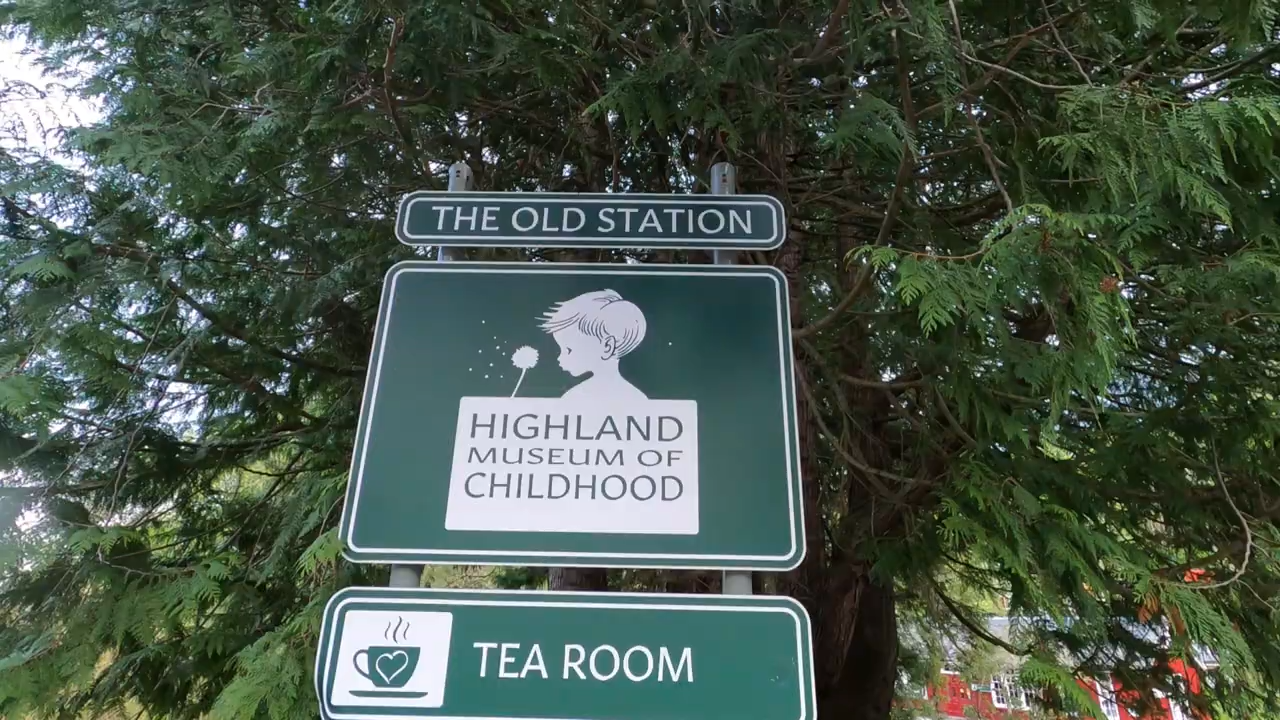 THE OLD STATION
HIGHLAND
MUSEUM OF
CHILDHOOD
TEA ROOM